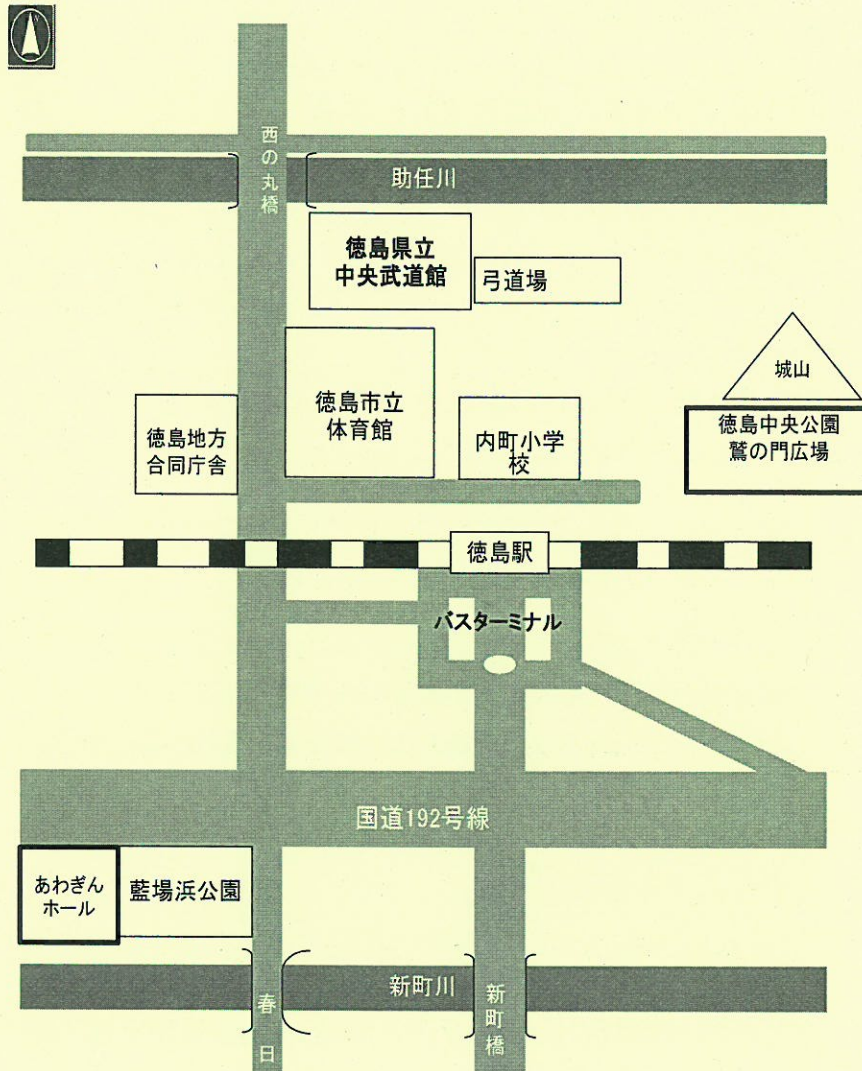 N
西の丸橋
助任川
徳島県立
中央武道館
弓道場
城山
徳島市立
体育館
徳島地方
合同庁舎
内町小学
校
徳島中央公園
鷲の門広場
徳島駅
バスターミナル
国道192号線
あわぎん
ホール
藍場浜公園
新町川
春日
新町橋